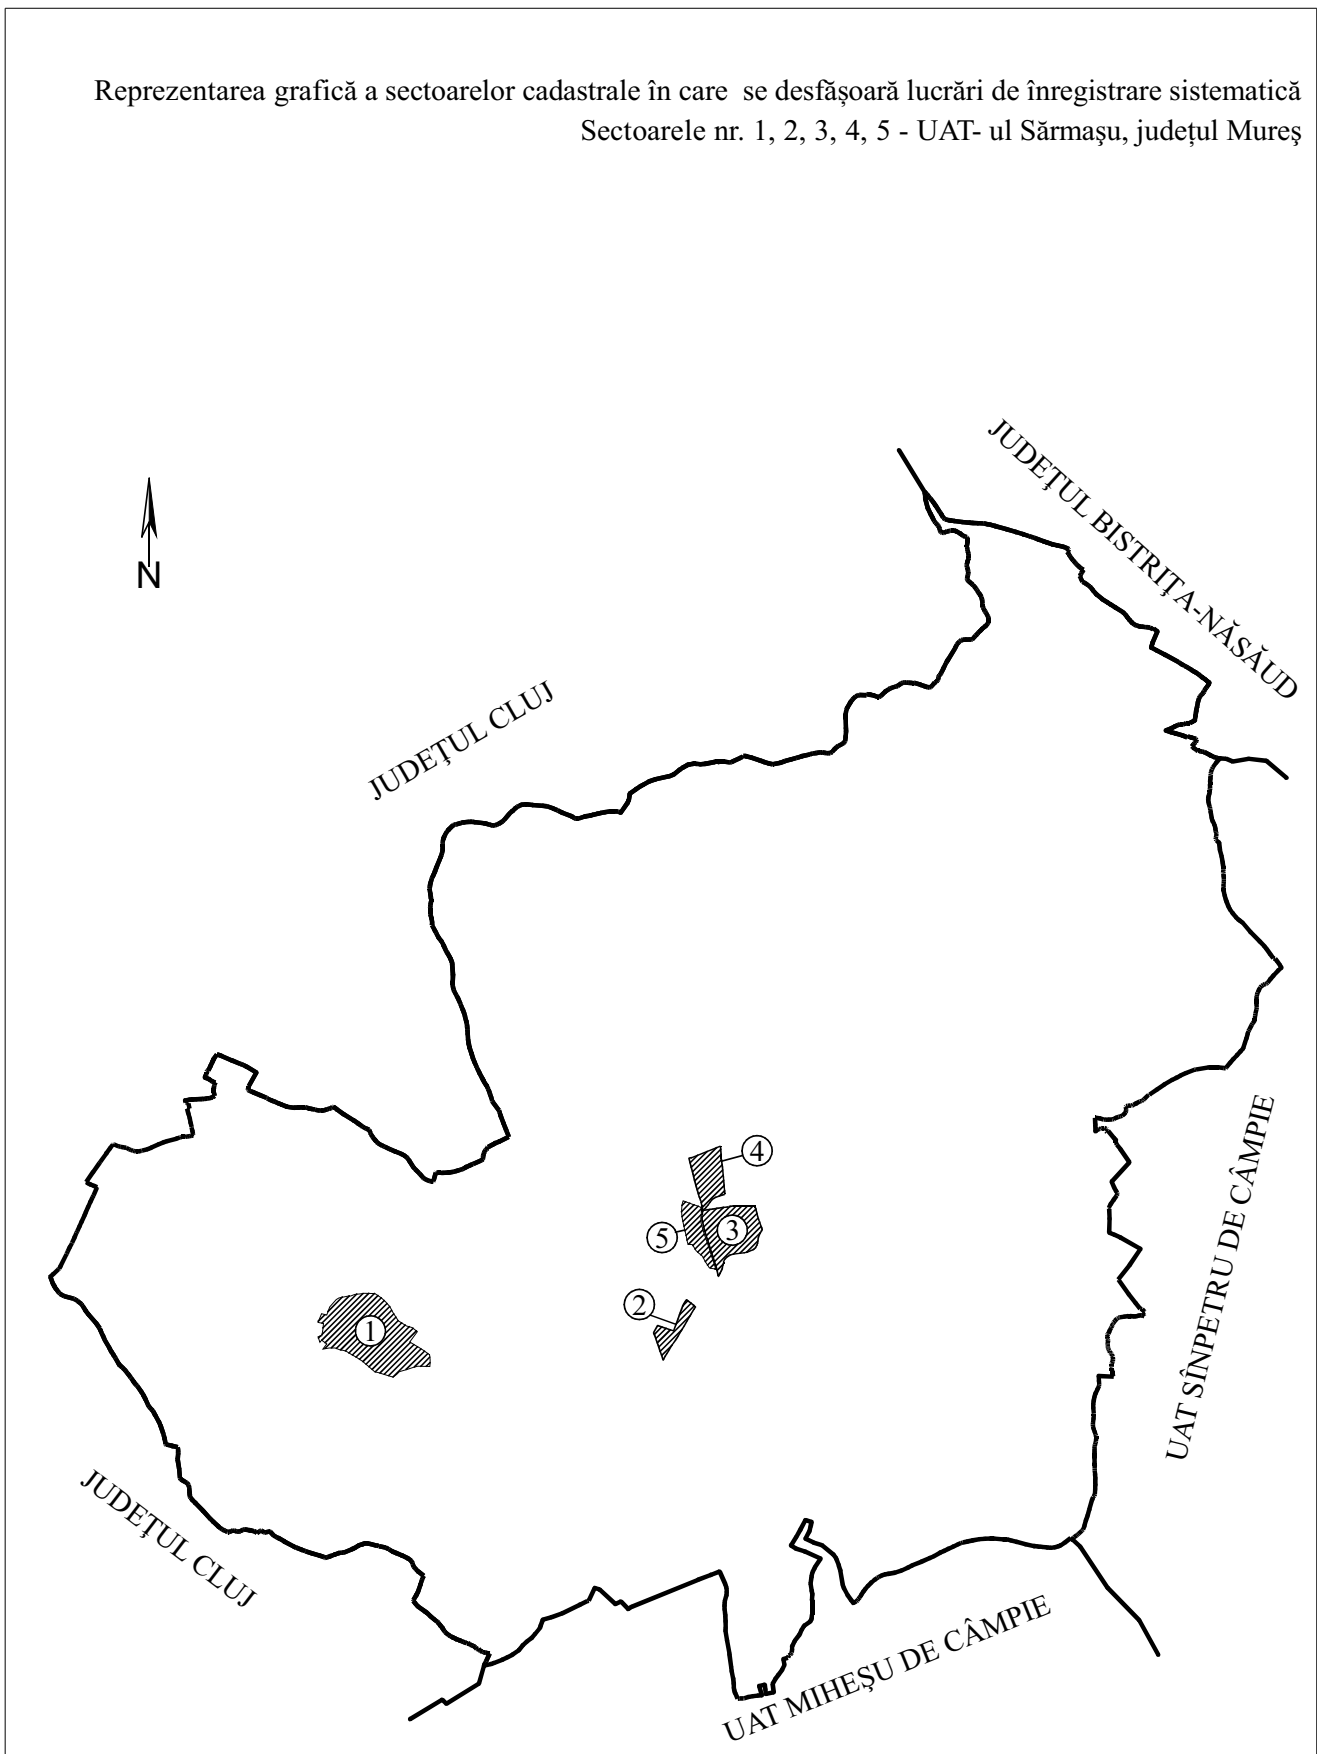 Reprezentarea grafică a sectoarelor cadastrale în care se desfășoară lucrări de înregistrare sistematică
Sectoarele nr. 1, 2, 3, 4, 5 - UAT- ul Sărmaşu, județul Mureş
JUDEŢUL BISTRIŢA-NĂSĂUD
N
JUDEŢUL CLUJ
UAT SÎNPETRU DE CÂMPIE
4
3
5
2
1
JUDEŢUL CLUJ
UAT MIHEŞU DE CÂMPIE